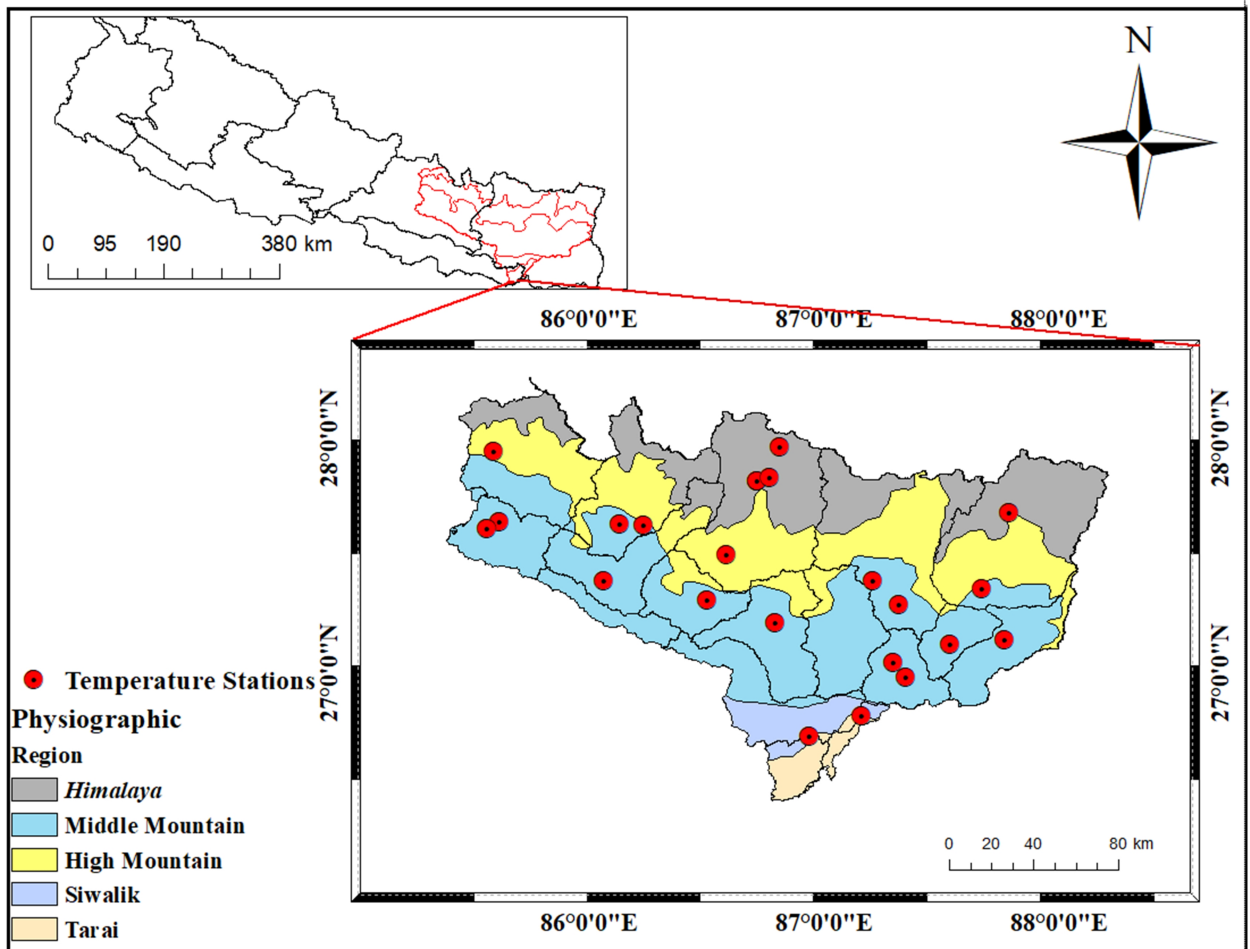 N
0 95 190 380 km
86°0'0"E 87°0'0"E 88°0'0"E
28°0'0"N
28°0'0"N
27°0'0"N
27°0'0"N
Temperature Stations
Physiographic
Region
Himalaya
Middle Mountain
High Mountain
Siwalik
Tarai
0 20 40 80 km
86°0'0"E 87°0'0"E 88°0'0"E